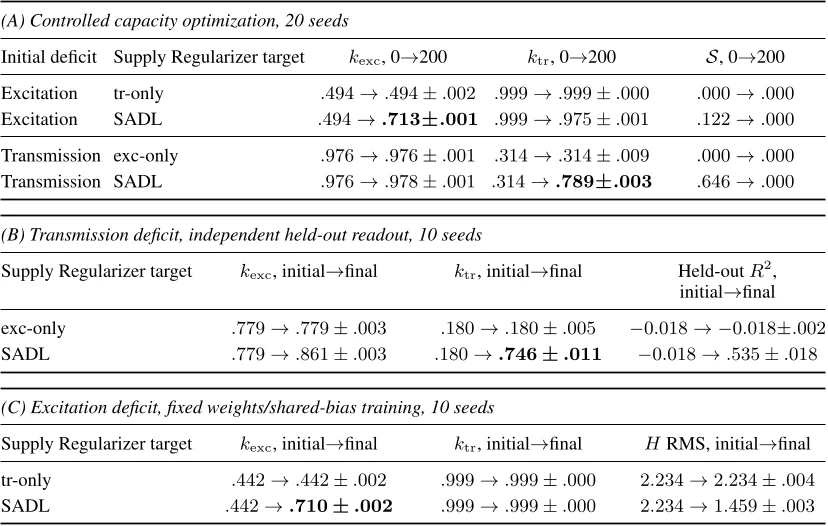 (A) Controlled capacity optimization, 20 seeds
Initial deficit Supply Regularizer target k_exc, 0→200 k_tr, 0→200 S, 0→200
Excitation tr-only .494 → .494 ± .002 .999 → .999 ± .000 .000 → .000
Excitation SADL .494 → .713±.001 .999 → .975 ± .001 .122 → .000
Transmission exc-only .976 → .976 ± .001 .314 → .314 ± .009 .000 → .000
Transmission SADL .976 → .978 ± .001 .314 → .789±.003 .646 → .000
(B) Transmission deficit, independent held-out readout, 10 seeds
Supply Regularizer target k_exc, initial→final k_tr, initial→final Held-out R²,
initial→final
exc-only .779 → .779 ± .003 .180 → .180 ± .005 −0.018 → −0.018±.002
SADL .779 → .861 ± .003 .180 → .746 ± .011 −0.018 → .535 ± .018
(C) Excitation deficit, fixed weights/shared-bias training, 10 seeds
Supply Regularizer target k_exc, initial→final k_tr, initial→final H RMS, initial→final
tr-only .442 → .442 ± .002 .999 → .999 ± .000 2.234 → 2.234 ± .004
SADL .442 → .710 ± .002 .999 → .999 ± .000 2.234 → 1.459 ± .003